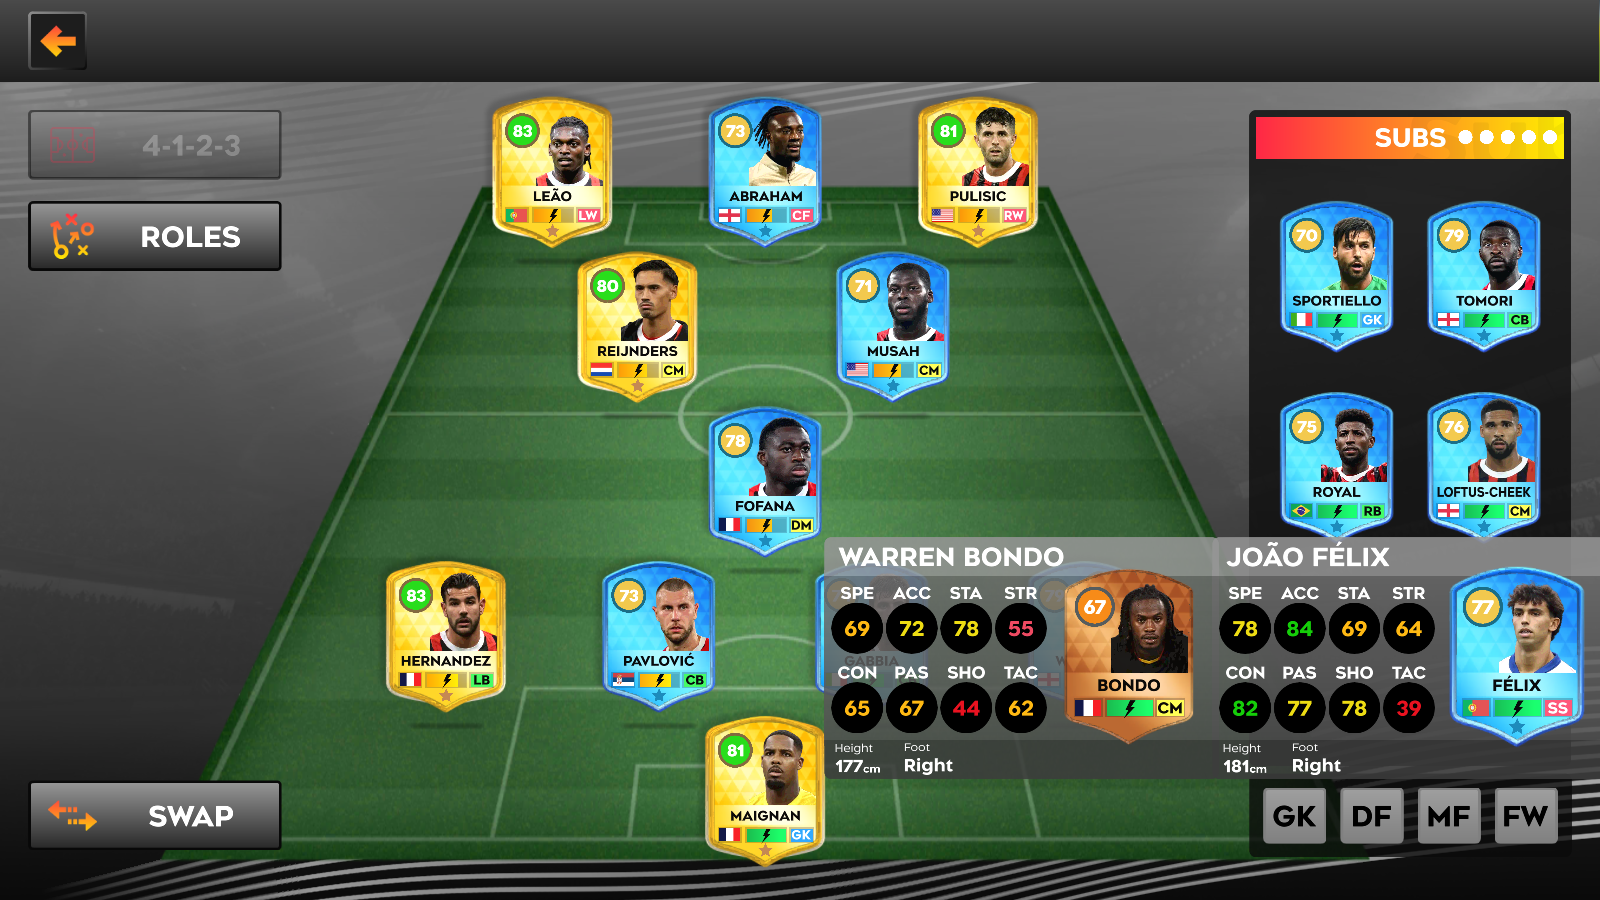 4-1-2-3
ROLES
SWAP
83
LEÃO
LW
73
ABRAHAM
CF
81
PULISIC
RW
80
REIJNDERS
CM
71
MUSAH
CM
78
FOFANA
DM
83
HERNANDEZ
LB
73
PAVLOVIĆ
CB
GABBIA
81
MAIGNAN
GK
SUBS
70
SPORTIELLO
GK
79
TOMORI
CB
75
ROYAL
RB
76
LOFTUS-CHEEK
CM
WARREN BONDO
SPE ACC STA STR
69 72 78 55
CON PAS SHO TAC
65 67 44 62
Height Foot
177cm Right
67
BONDO
CM
JOÃO FÉLIX
SPE ACC STA STR
78 84 69 64
CON PAS SHO TAC
82 77 78 39
Height Foot
181cm Right
77
FÉLIX
SS
GK DF MF FW